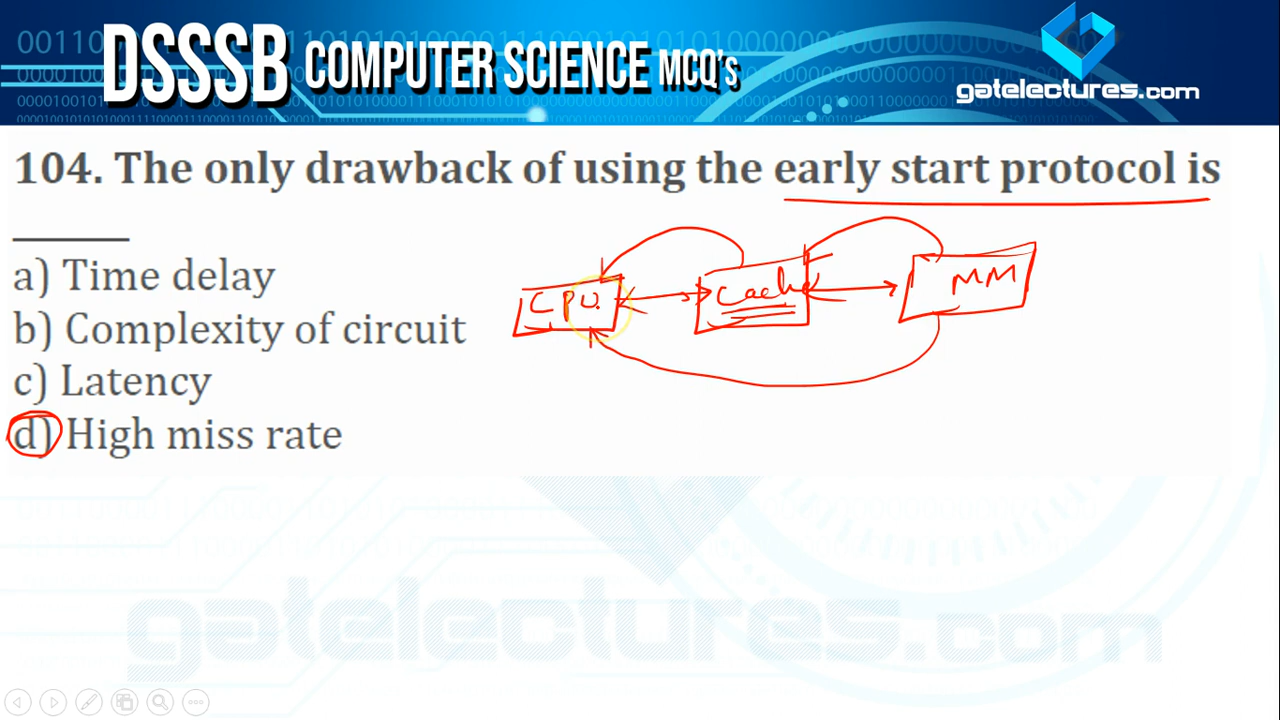 DSSSB COMPUTER SCIENCE MCQ's
gatelectures.com
104. The only drawback of using the early start protocol is
______
a) Time delay
b) Complexity of circuit
c) Latency
d) High miss rate
CPU Cache MM
gatelectures.com